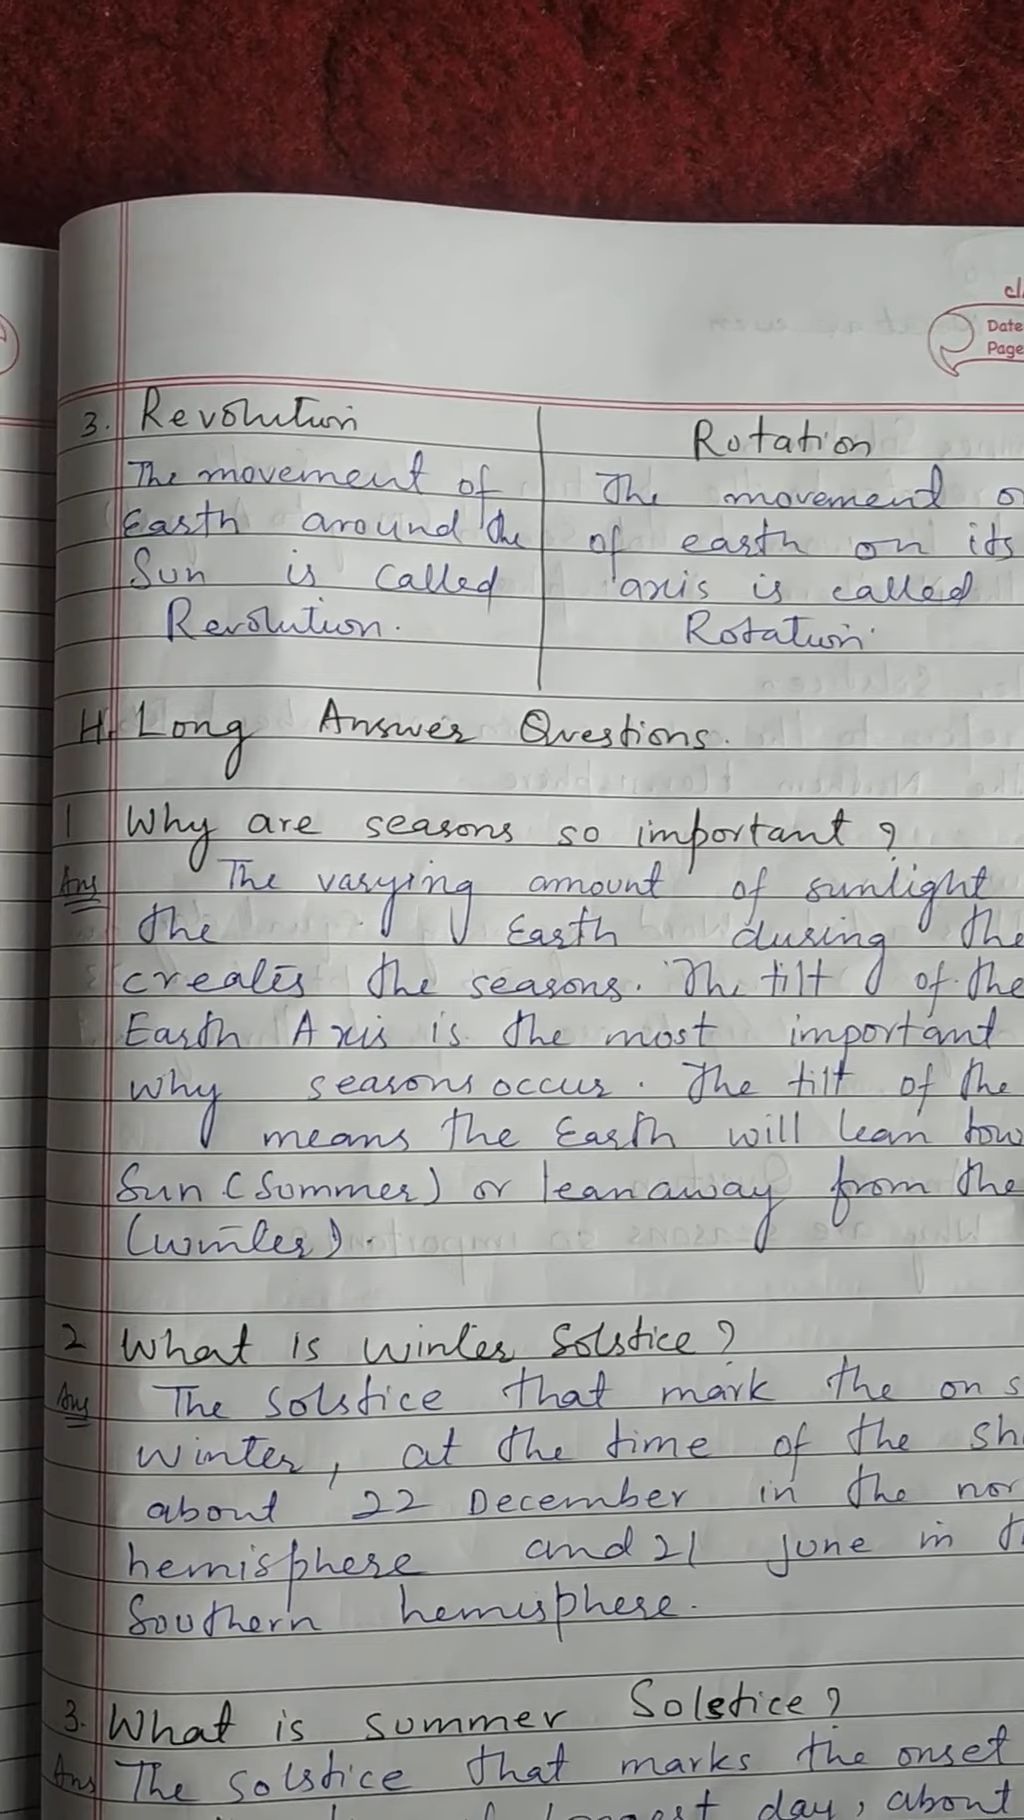 Date
Page
3. Revolution | Rotation
The movement of | The movement
Earth around the | of earth on its
Sun is called | axis is called
Revolution. | Rotation.
H. Long Answer Questions.
1 Why are seasons so important ?
Ans The varying amount of sunlight
the Earth during the
creates the seasons. The tilt of the
Earth Axis is the most important
why seasons occur. The tilt of the
means the Earth will lean
Sun (Summer) or lean away from the
(winter).
2 What is winter Solstice?
Ans The solstice that mark the on
winter, at the time of the
about 22 December in the
hemisphere and 21 june in
Southern hemisphere.
3. What is summer Solstice?
Ans The solstice that marks the onset
day, about